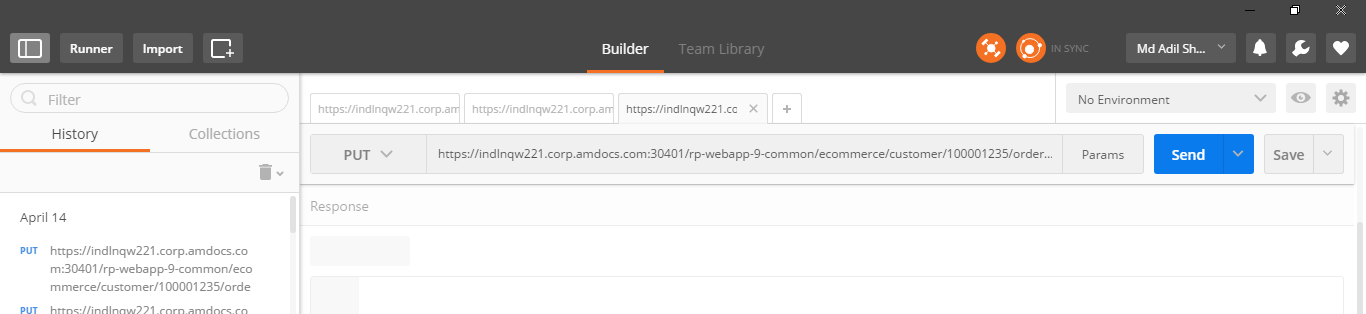 Runner
Import
Builder
Team Library
IN SYNC
Md Adil Sh...
Filter
History
Collections
April 14
PUT https://indlnqw221.corp.amdocs.co
m:30401/rp-webapp-9-common/eco
mmerce/customer/100001235/orde
PUT https://indlnqw221.corp.amdocs.co
https://indlnqw221.corp.am
https://indlnqw221.corp.am
https://indlnqw221.cc
+
No Environment
PUT
https://indlnqw221.corp.amdocs.com:30401/rp-webapp-9-common/ecommerce/customer/100001235/order...
Params
Send
Save
Response